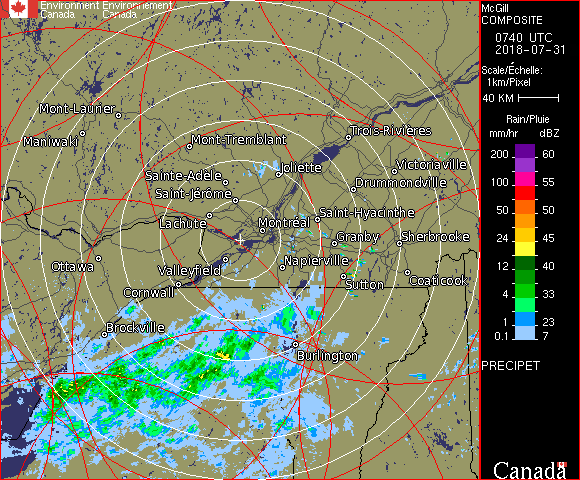 Environment Environnement
Canada Canada
McGill
COMPOSITE
0740 UTC
2018-07-31
Scale/Échelle:
1km/Pixel
40 KM
Rain/Pluie
mm/hr dBZ
200 60
100 55
50 50
24 45
12 40
4 33
1 23
0.1 7
PRECIPET
Canada
Mont-Laurier
Maniwaki
Mont-Tremblant
Trois-Rivières
Victoriaville
Joliette
Sainte-Adèle
Saint-Jérôme
Drummondville
Lachute
Montréal
Saint-Hyacinthe
Granby
Sherbrooke
Ottawa
Valleyfield
Napierville
Cornwall
Sutton
Coaticook
Brockville
Burlington